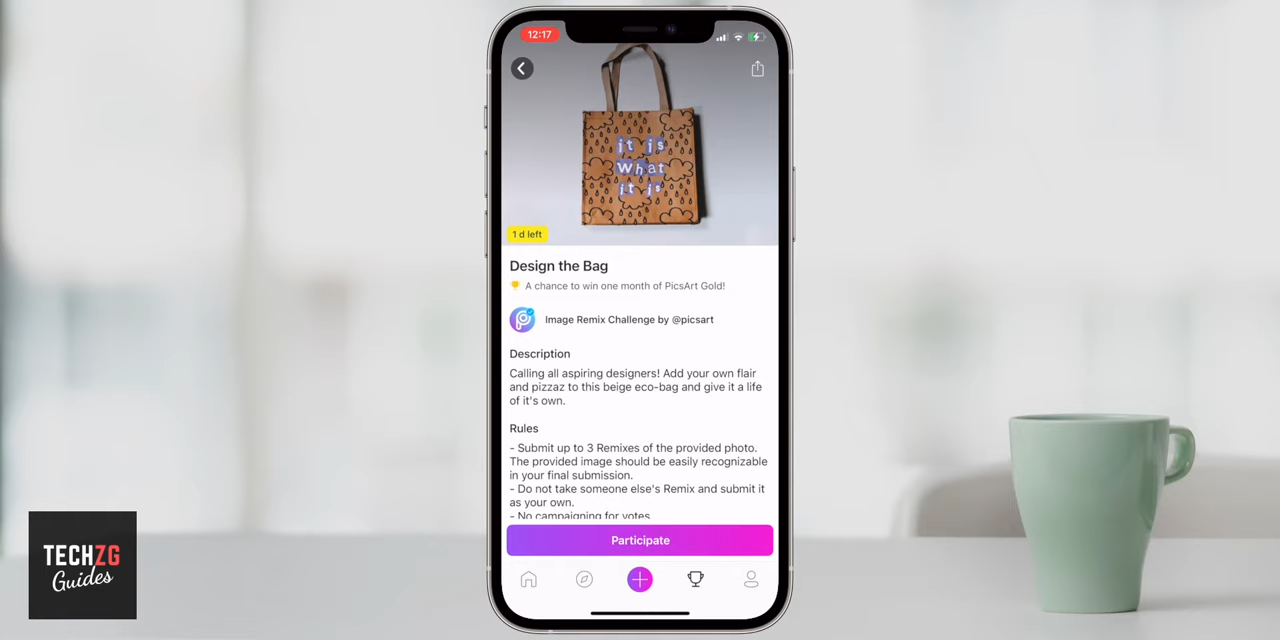 12:17
it is
What
it is
1 d left
Design the Bag
A chance to win one month of PicsArt Gold!
Image Remix Challenge by @picsart
Description
Calling all aspiring designers! Add your own flair
and pizzaz to this beige eco-bag and give it a life
of it's own.
Rules
- Submit up to 3 Remixes of the provided photo.
The provided image should be easily recognizable
in your final submission.
- Do not take someone else's Remix and submit it
as your own.
- No campaigning for votes
Participate
TECHZG
Guides